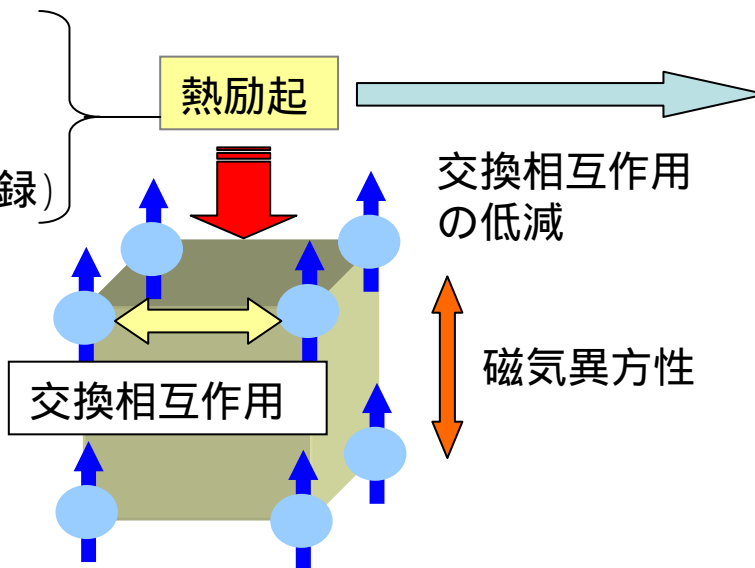 熱励起
録)
交換相互作用
の低減
磁気異方性
交換相互作用